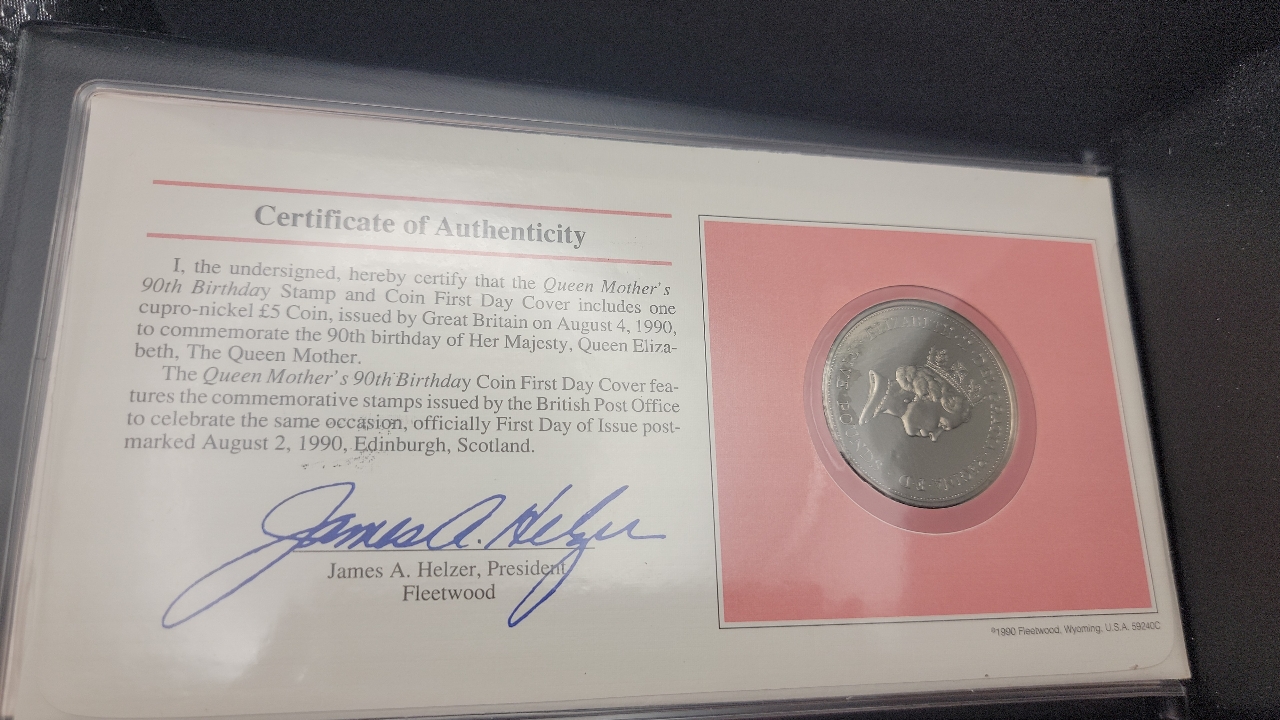 Certificate of Authenticity
I, the undersigned, hereby certify that the Queen Mother's
90th Birthday Stamp and Coin First Day Cover includes one
cupro-nickel £5 Coin, issued by Great Britain on August 4, 1990,
to commemorate the 90th birthday of Her Majesty, Queen Eliza-
beth, The Queen Mother.
The Queen Mother's 90th Birthday Coin First Day Cover fea-
tures the commemorative stamps issued by the British Post Office
to celebrate the same occasion, officially First Day of Issue post-
marked August 2, 1990, Edinburgh, Scotland.
James A. Helzer
James A. Helzer, President
Fleetwood
©1990 Fleetwood, Wyoming, U.S.A. 59240C
ELIZABETH